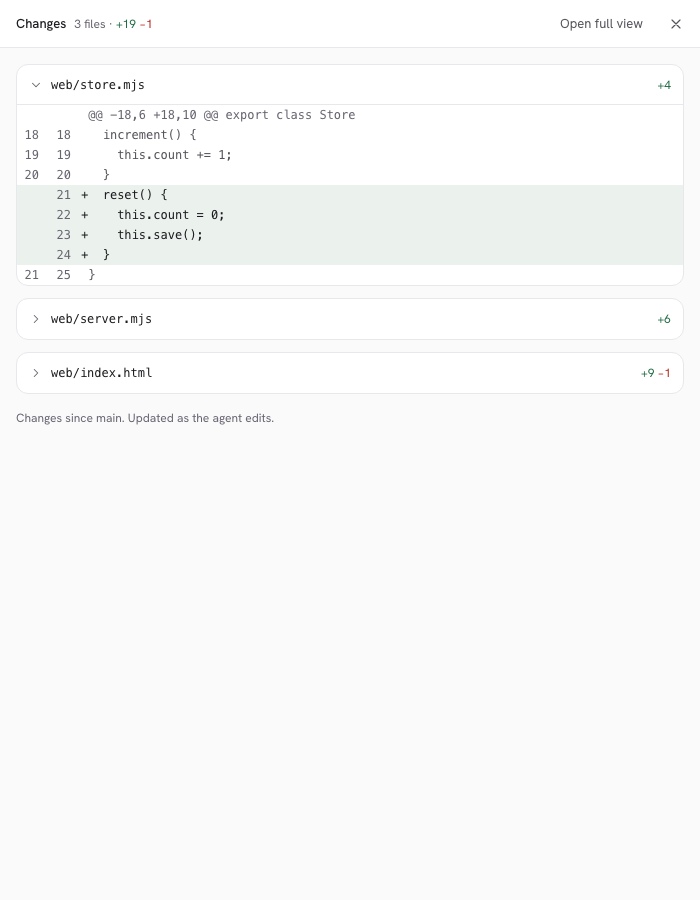 Changes 3 files · +19 −1 Open full view
web/store.mjs +4
@@ −18,6 +18,10 @@ export class Store
18 18 increment() {
19 19 this.count += 1;
20 20 }
21 + reset() {
22 + this.count = 0;
23 + this.save();
24 + }
21 25 }
web/server.mjs +6
web/index.html +9 −1
Changes since main. Updated as the agent edits.